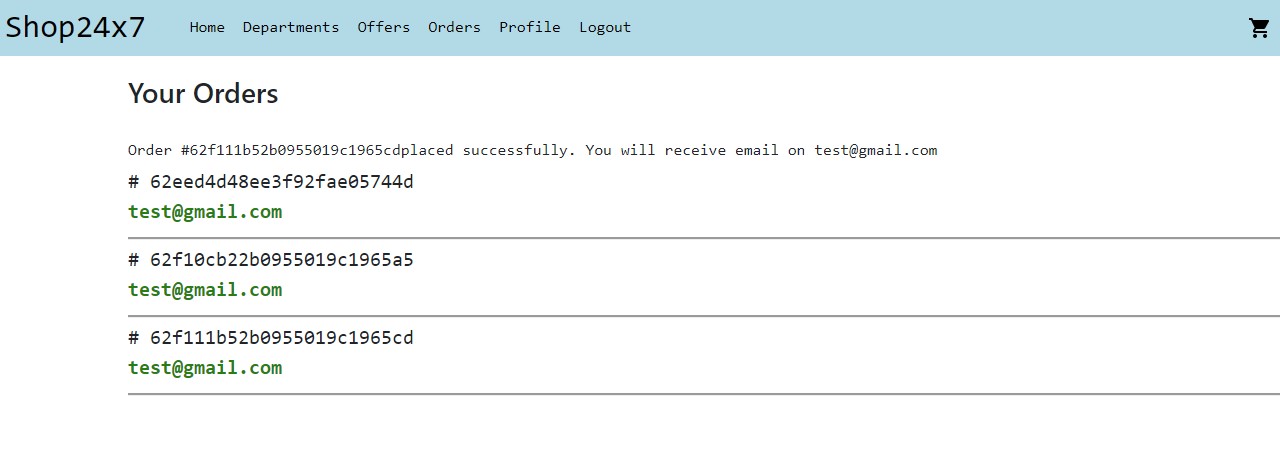 Shop24x7 Home Departments Offers Orders Profile Logout
Your Orders
Order #62f111b52b0955019c1965cdplaced successfully. You will receive email on test@gmail.com
# 62eed4d48ee3f92fae05744d
test@gmail.com
# 62f10cb22b0955019c1965a5
test@gmail.com
# 62f111b52b0955019c1965cd
test@gmail.com